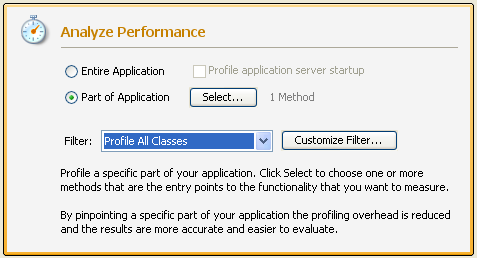 Analyze Performance
Entire Application
Profile application server startup
Part of Application
Select...
1 Method
Filter:
Profile All Classes
Customize Filter...
Profile a specific part of your application. Click Select to choose one or more
methods that are the entry points to the functionality that you want to measure.
By pinpointing a specific part of your application the profiling overhead is reduced
and the results are more accurate and easier to evaluate.